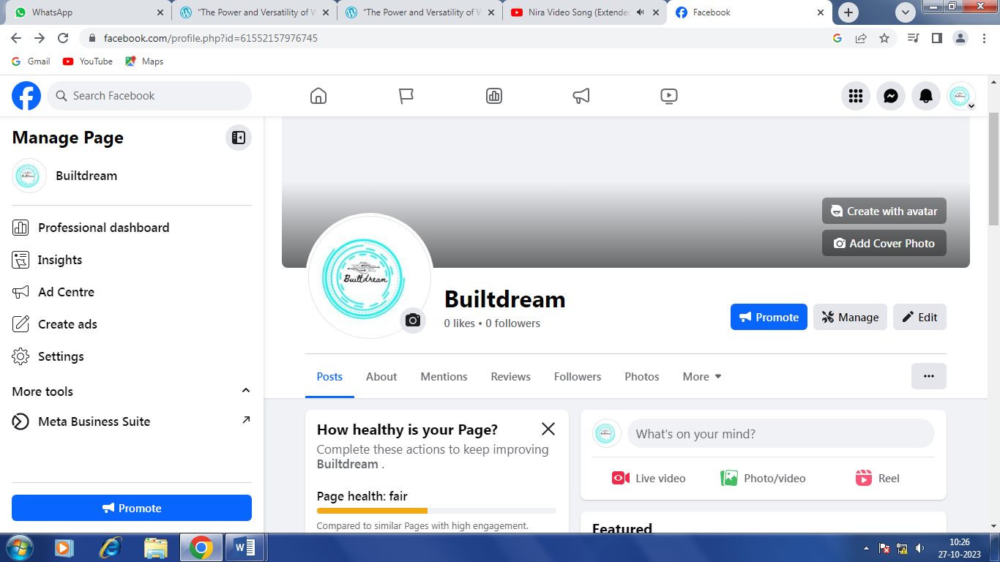 WhatsApp
"The Power and Versatility of W
"The Power and Versatility of W
Nira Video Song (Extended
Facebook
facebook.com/profile.php?id=61552157976745
Gmail
YouTube
Maps
Search Facebook
Manage Page
Builtdream
Professional dashboard
Insights
Ad Centre
Create ads
Settings
More tools
Meta Business Suite
Promote
Create with avatar
Add Cover Photo
Builtdream
Builtdream
0 likes • 0 followers
Promote
Manage
Edit
Posts
About
Mentions
Reviews
Followers
Photos
More
How healthy is your Page?
Complete these actions to keep improving
Builtdream .
Page health: fair
Compared to similar Pages with high engagement.
What's on your mind?
Live video
Photo/video
Reel
Featured
10:26
27-10-2023